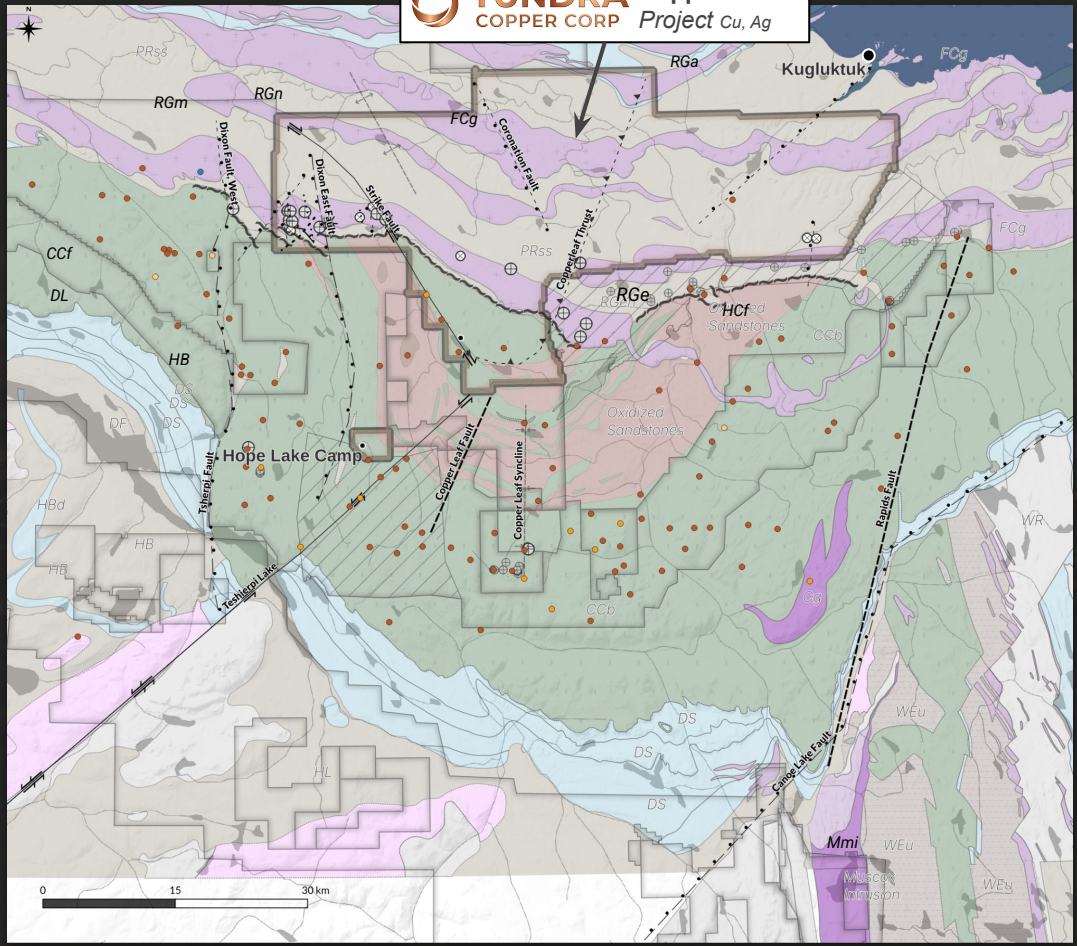 N
TUNDRA
COPPER CORP
Project Cu, Ag
PRss
RGa
Kugluktuk
FCg
RGm
RGn
FCg
Dixon Fault, West
Dixon East Fault
Strike Fault
Coronation Fault
Copperleaf Thrust
PRss
FCg
CCf
DL
RGe
HCf
Sandstones
CCb
HB
DS
DS
DF
DS
Oxidized
Sandstones
Hope Lake Camp
Tsherpi Fault
Copper Leaf Fault
Copper Leaf Syncline
Rapids Fault
HBd
HB
WR
Teshierpi Lake
CCb
Cg
DS
WEu
DS
HL
Canoe Lake Fault
DS
Mmi
WEu
Muscox
Intrusion
WEu
0
15
30 km